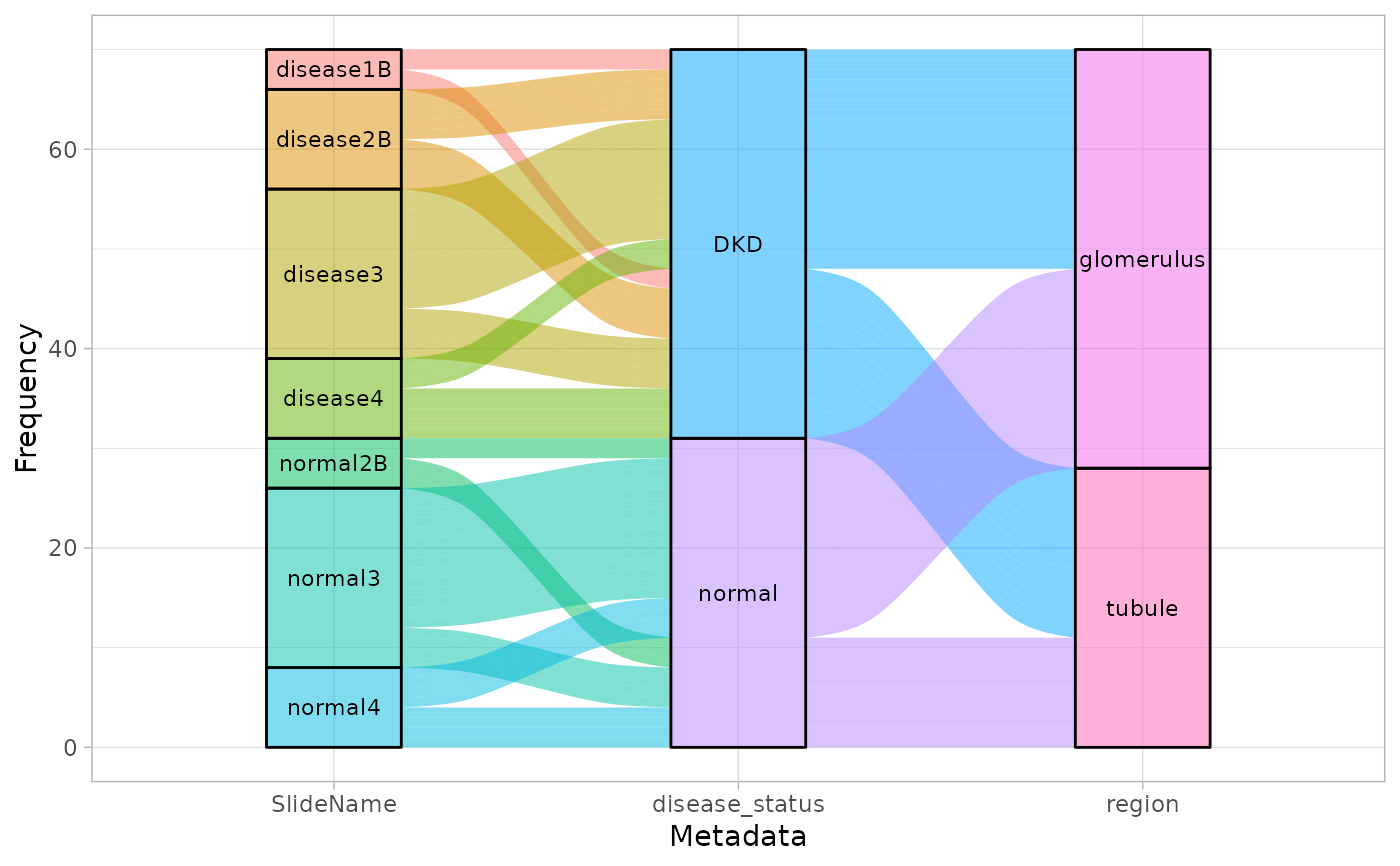 disease1B
disease2B
disease3
disease4
normal2B
normal3
normal4
DKD
normal
glomerulus
tubule
60
40
20
0
Frequency
SlideName disease_status region
Metadata